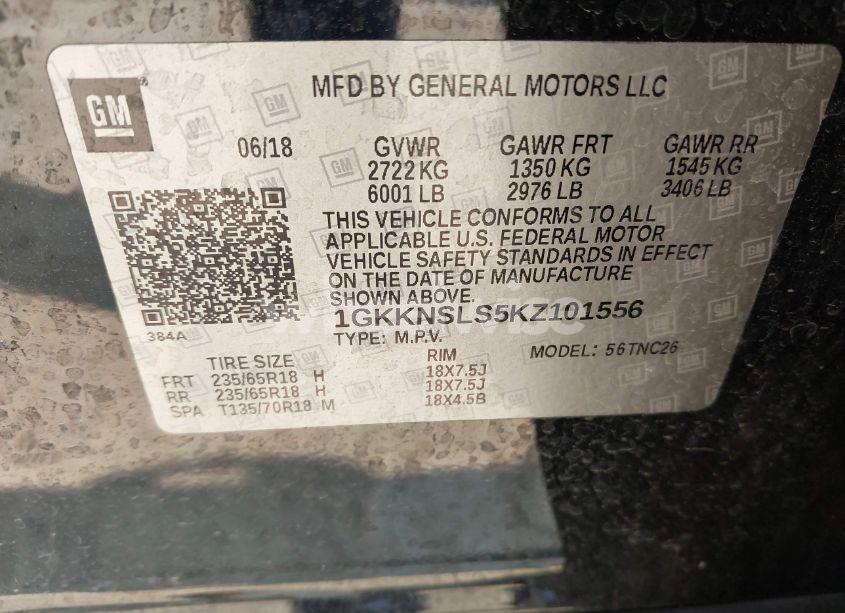 GM
MFD BY GENERAL MOTORS LLC
06/18 GVWR GAWR FRT GAWR RR
2722 KG 1350 KG 1545 KG
6001 LB 2976 LB 3406 LB
THIS VEHICLE CONFORMS TO ALL
APPLICABLE U.S. FEDERAL MOTOR
VEHICLE SAFETY STANDARDS IN EFFECT
ON THE DATE OF MANUFACTURE
SHOWN ABOVE.
384A
1GKKNSLS5KZ101556
TYPE: M.P.V. MODEL: 56TNC26
TIRE SIZE RIM
FRT 235/65R18 H 18X7.5J
RR 235/65R18 H 18X7.5J
SPA T135/70R18 M 18X4.5B